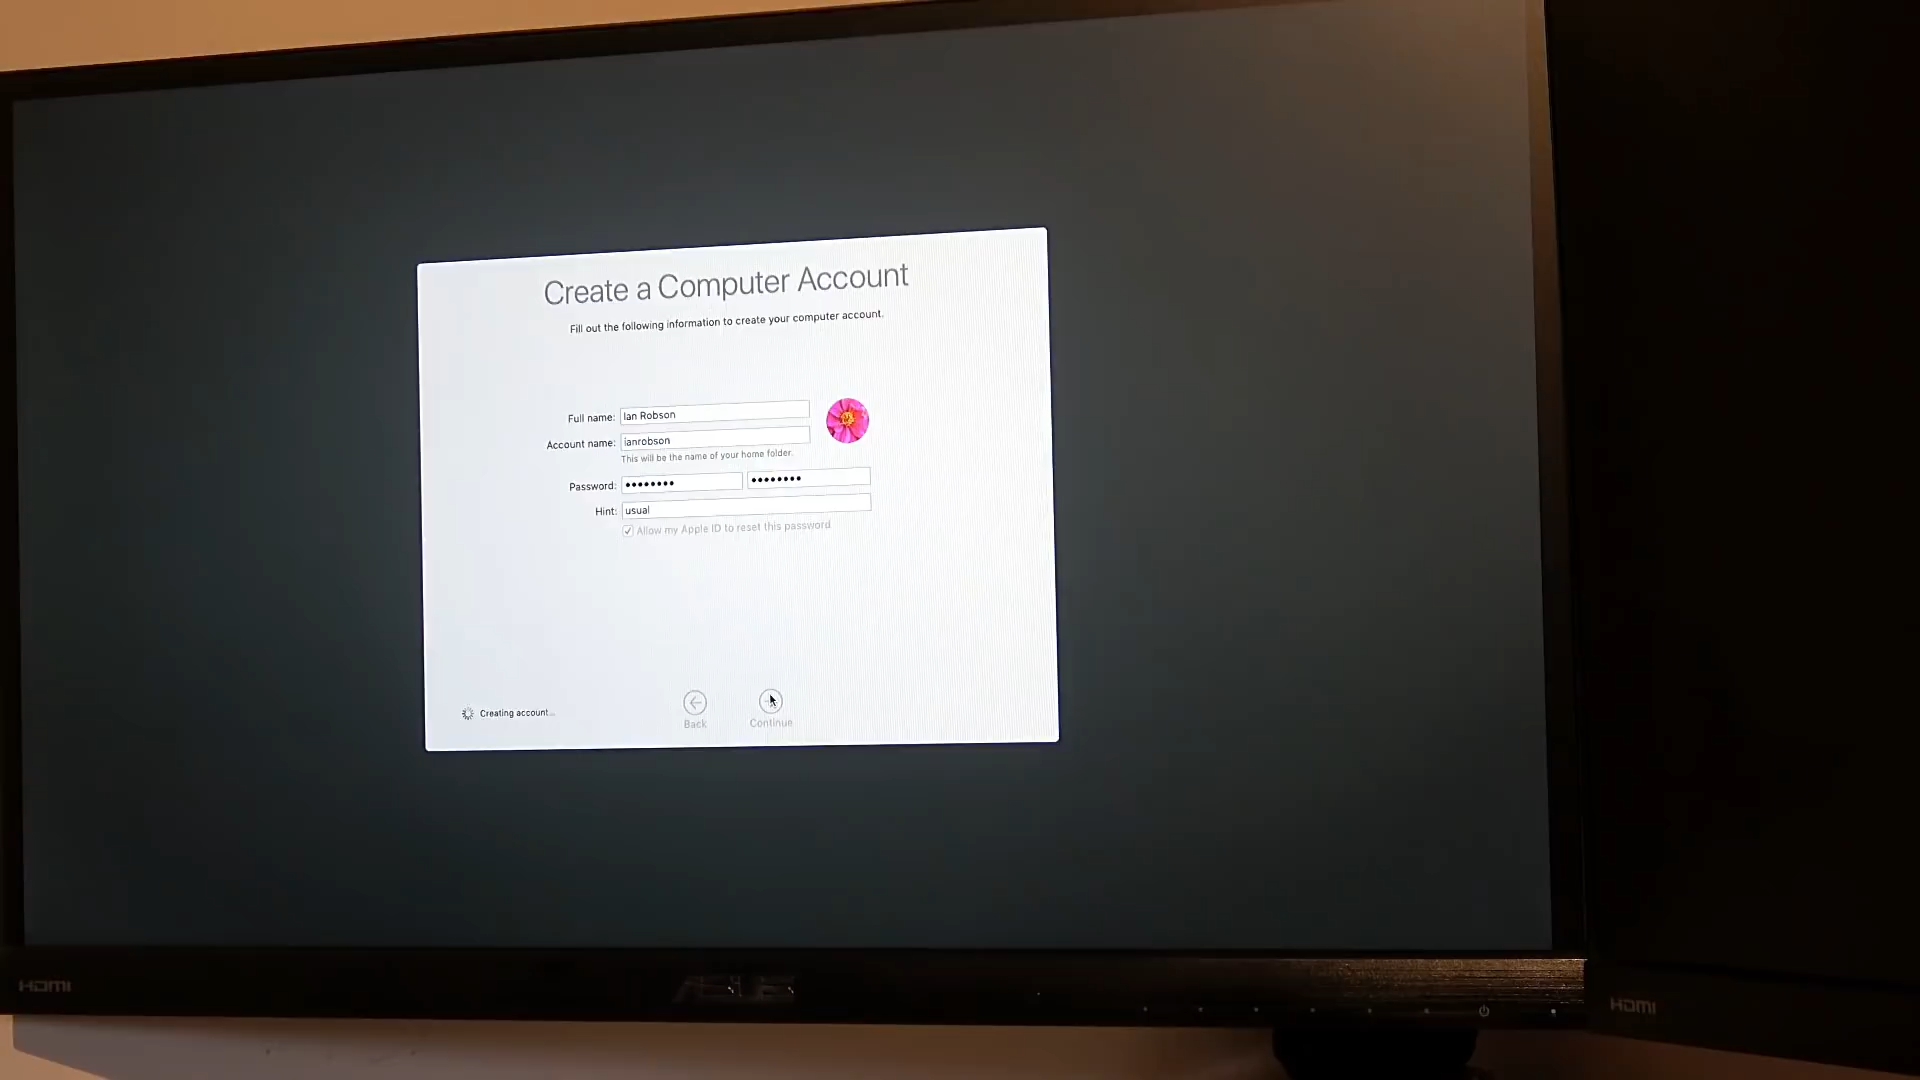 Create a Computer Account
Fill out the following information to create your computer account.
Full name: Ian Robson
Account name: ianrobson
This will be the name of your home folder.
Password: •••••••• ••••••••
Hint: usual
Allow my Apple ID to reset this password
Creating account...
Back
Continue
HDMI
ASUS
HDMI